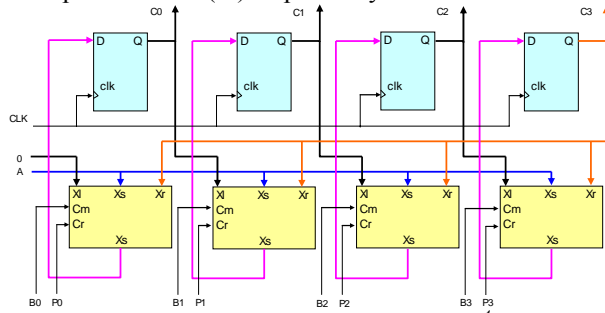 C0 C1 C2 C3
D Q D Q D Q D Q
clk clk clk clk
CLK
0
A
Xl Xs Xr Xl Xs Xr Xl Xs Xr Xl Xs Xr
Cm Cm Cm Cm
Cr Cr Cr Cr
Xs Xs Xs Xs
B0 P0 B1 P1 B2 P2 B3 P3